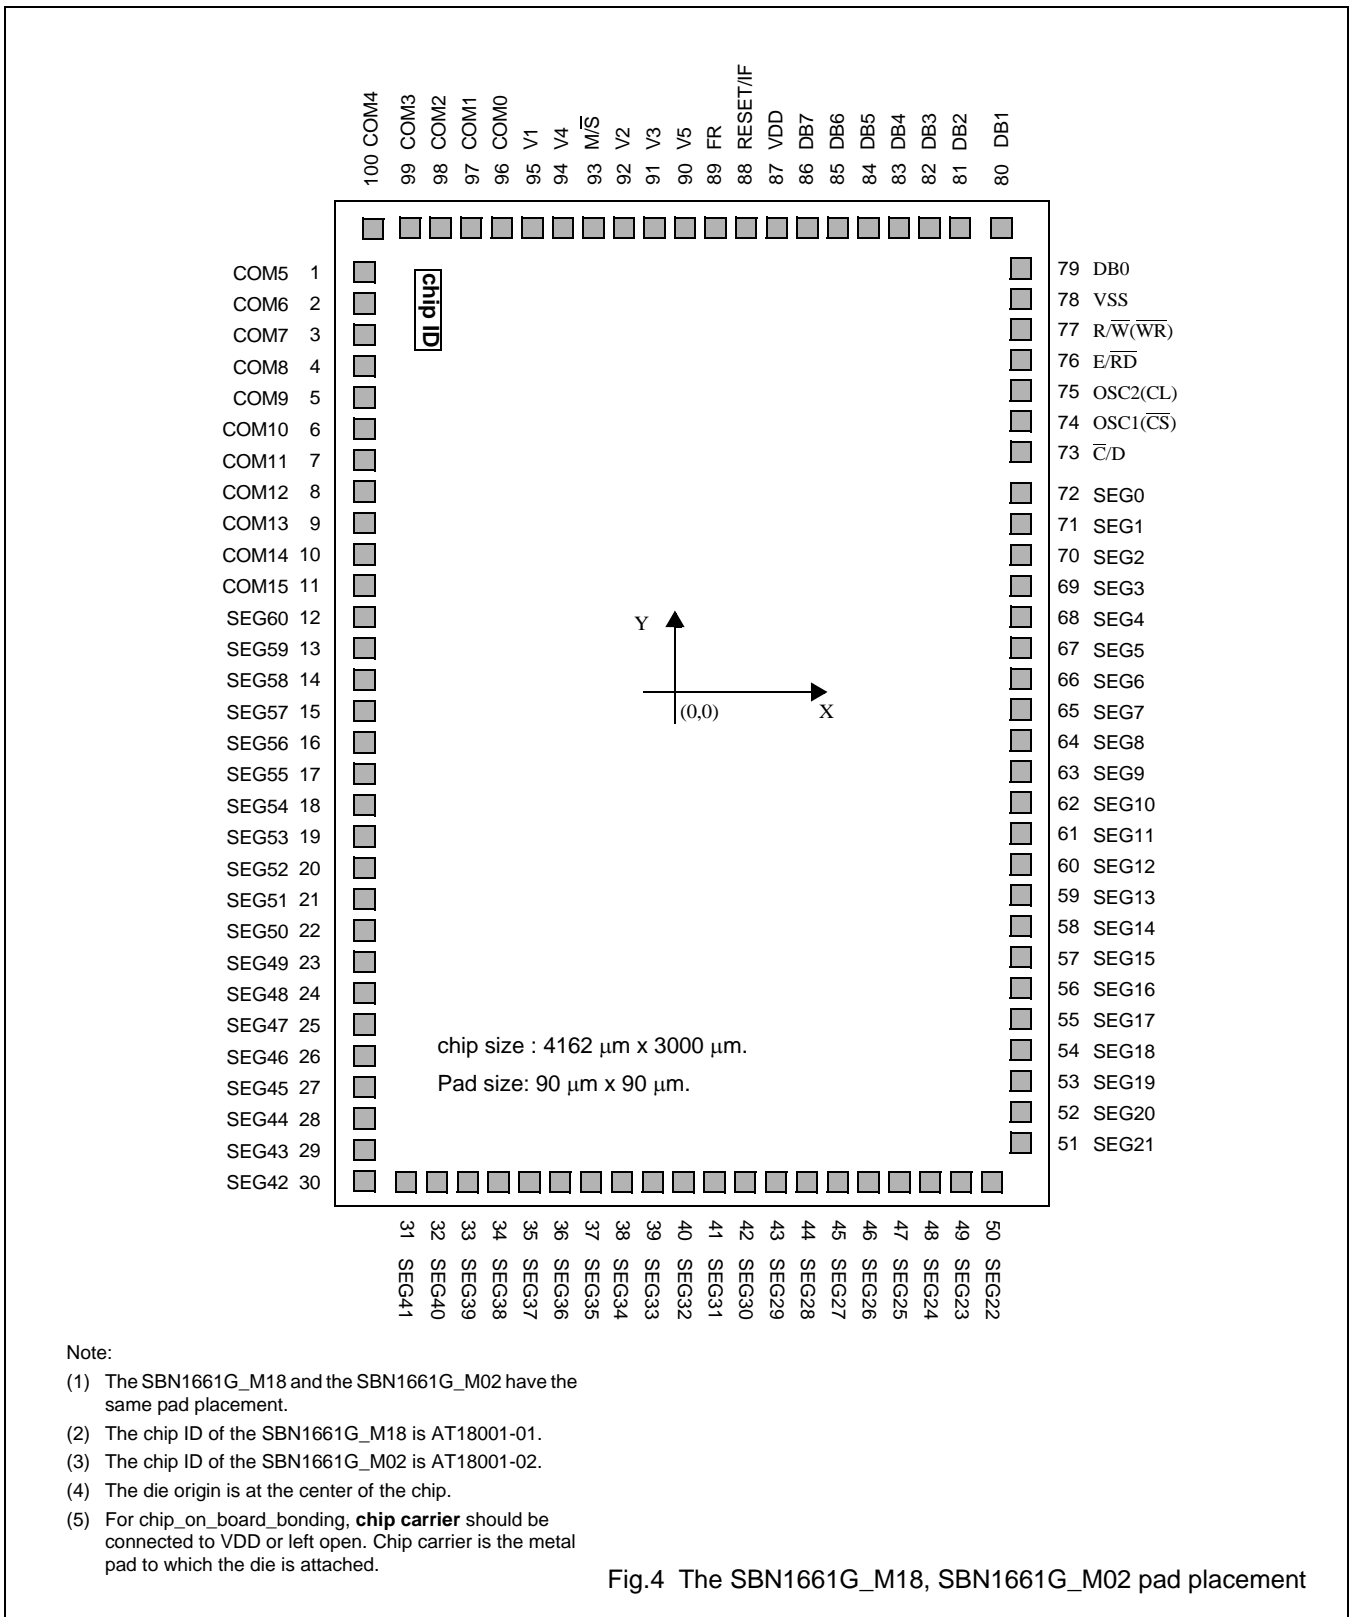 100 COM4
99 COM3
98 COM2
97 COM1
96 COM0
95 V1
94 V4
93 M/S̅
92 V2
91 V3
90 V5
89 FR
88 RESET/IF
87 VDD
86 DB7
85 DB6
84 DB5
83 DB4
82 DB3
81 DB2
80 DB1
COM5 1
COM6 2
COM7 3
COM8 4
COM9 5
COM10 6
COM11 7
COM12 8
COM13 9
COM14 10
COM15 11
SEG60 12
SEG59 13
SEG58 14
SEG57 15
SEG56 16
SEG55 17
SEG54 18
SEG53 19
SEG52 20
SEG51 21
SEG50 22
SEG49 23
SEG48 24
SEG47 25
SEG46 26
SEG45 27
SEG44 28
SEG43 29
SEG42 30
chip ID
Y
(0,0)
X
chip size : 4162 μm x 3000 μm.
Pad size: 90 μm x 90 μm.
79 DB0
78 VSS
77 R/W̅(W̅R̅)
76 E/R̅D̅
75 OSC2(CL)
74 OSC1(C̅S̅)
73 C̅/D
72 SEG0
71 SEG1
70 SEG2
69 SEG3
68 SEG4
67 SEG5
66 SEG6
65 SEG7
64 SEG8
63 SEG9
62 SEG10
61 SEG11
60 SEG12
59 SEG13
58 SEG14
57 SEG15
56 SEG16
55 SEG17
54 SEG18
53 SEG19
52 SEG20
51 SEG21
31 SEG41
32 SEG40
33 SEG39
34 SEG38
35 SEG37
36 SEG36
37 SEG35
38 SEG34
39 SEG33
40 SEG32
41 SEG31
42 SEG30
43 SEG29
44 SEG28
45 SEG27
46 SEG26
47 SEG25
48 SEG24
49 SEG23
50 SEG22
Note:
(1) The SBN1661G_M18 and the SBN1661G_M02 have the
same pad placement.
(2) The chip ID of the SBN1661G_M18 is AT18001-01.
(3) The chip ID of the SBN1661G_M02 is AT18001-02.
(4) The die origin is at the center of the chip.
(5) For chip_on_board_bonding, chip carrier should be
connected to VDD or left open. Chip carrier is the metal
pad to which the die is attached.
Fig.4 The SBN1661G_M18, SBN1661G_M02 pad placement